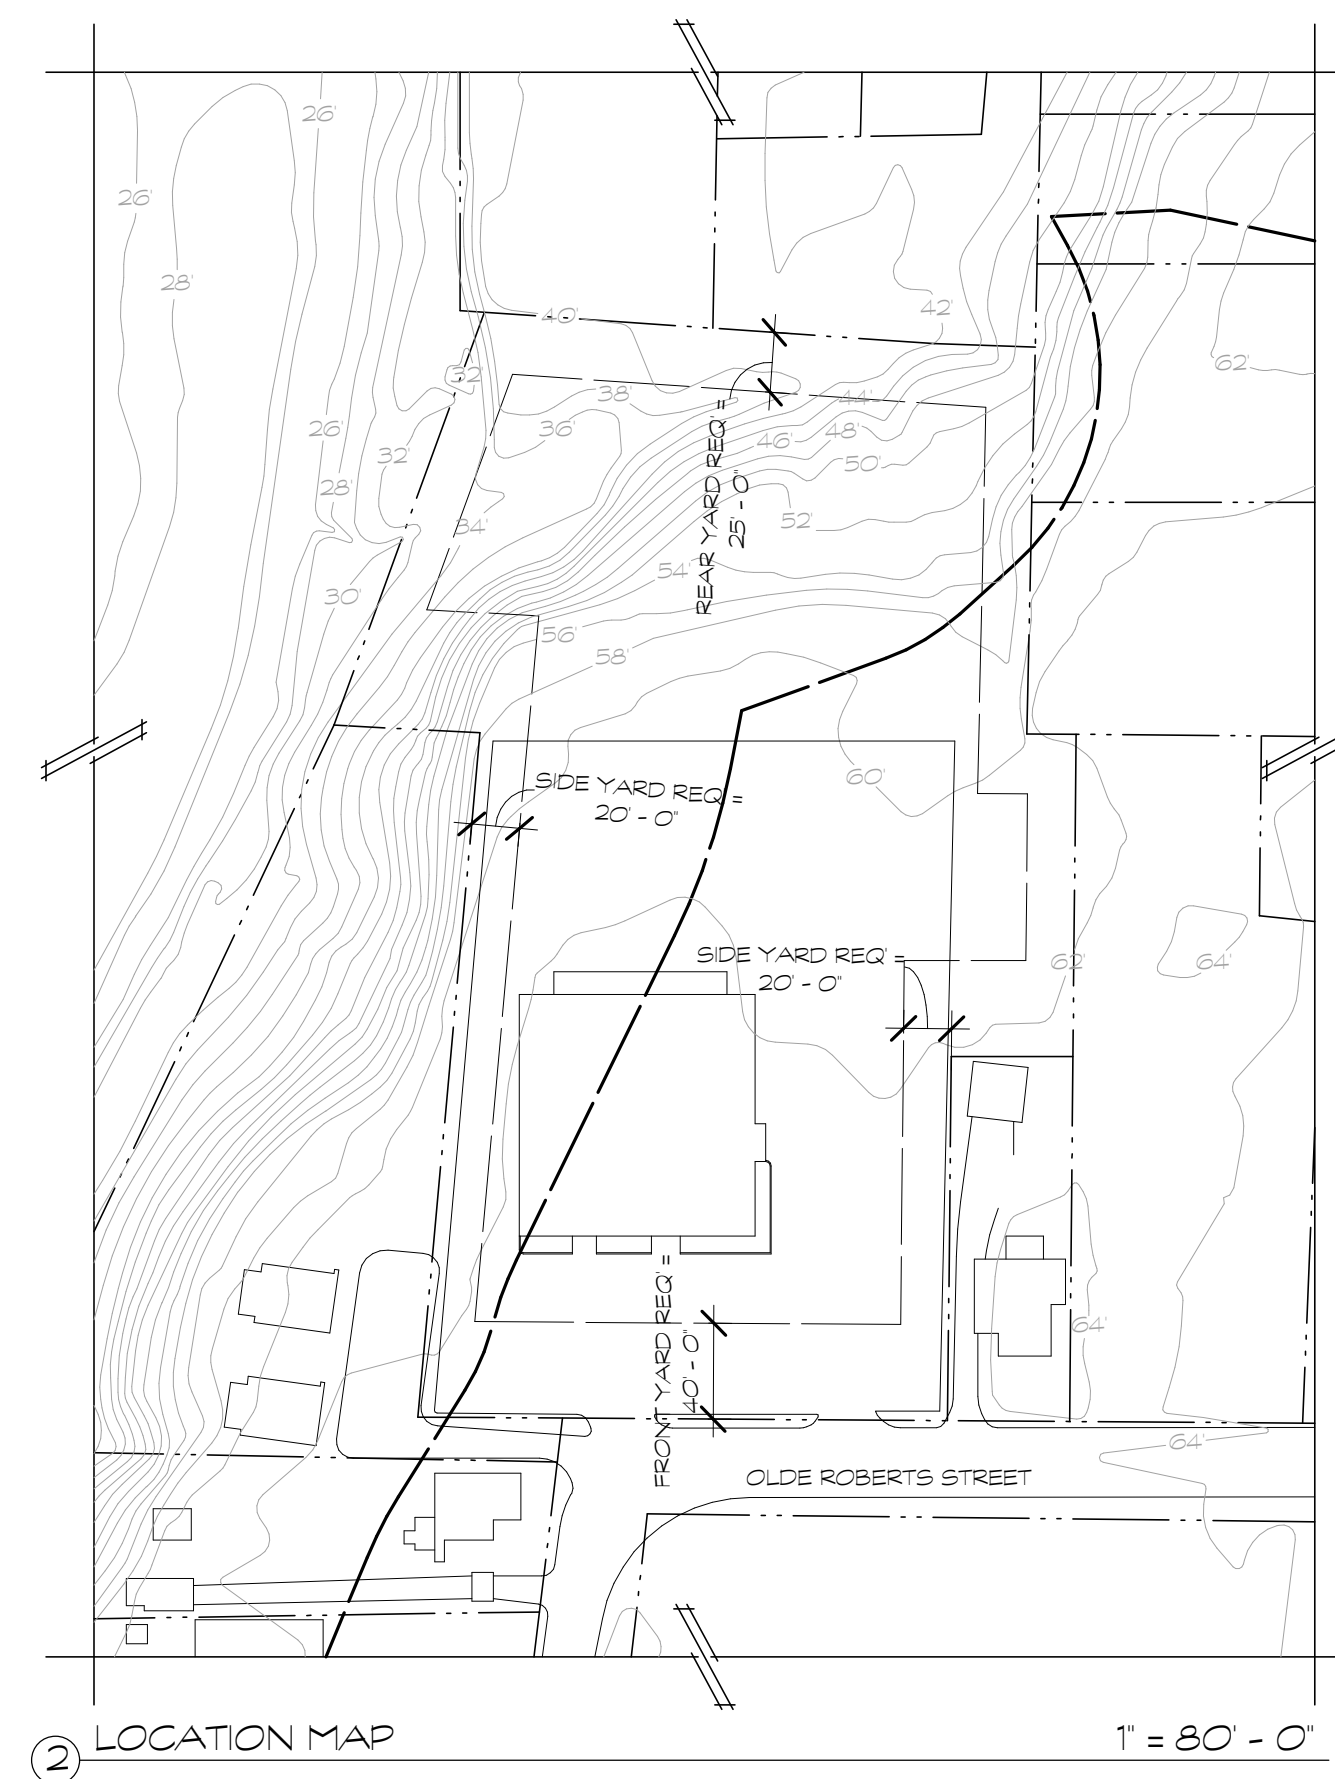 26'
26'
28'
40'
42'
32'
62'
38'
44'
36'
26'
46'
48'
32'
50'
28'
34'
52'
REAR YARD REQ' =
25' - 0"
54'
30'
56'
58'
60'
SIDE YARD REQ' =
20' - 0"
SIDE YARD REQ' =
20' - 0"
62'
64'
FRONT YARD REQ' =
40' - 0"
64'
64'
OLDE ROBERTS STREET
2
LOCATION MAP
1" = 80' - 0"